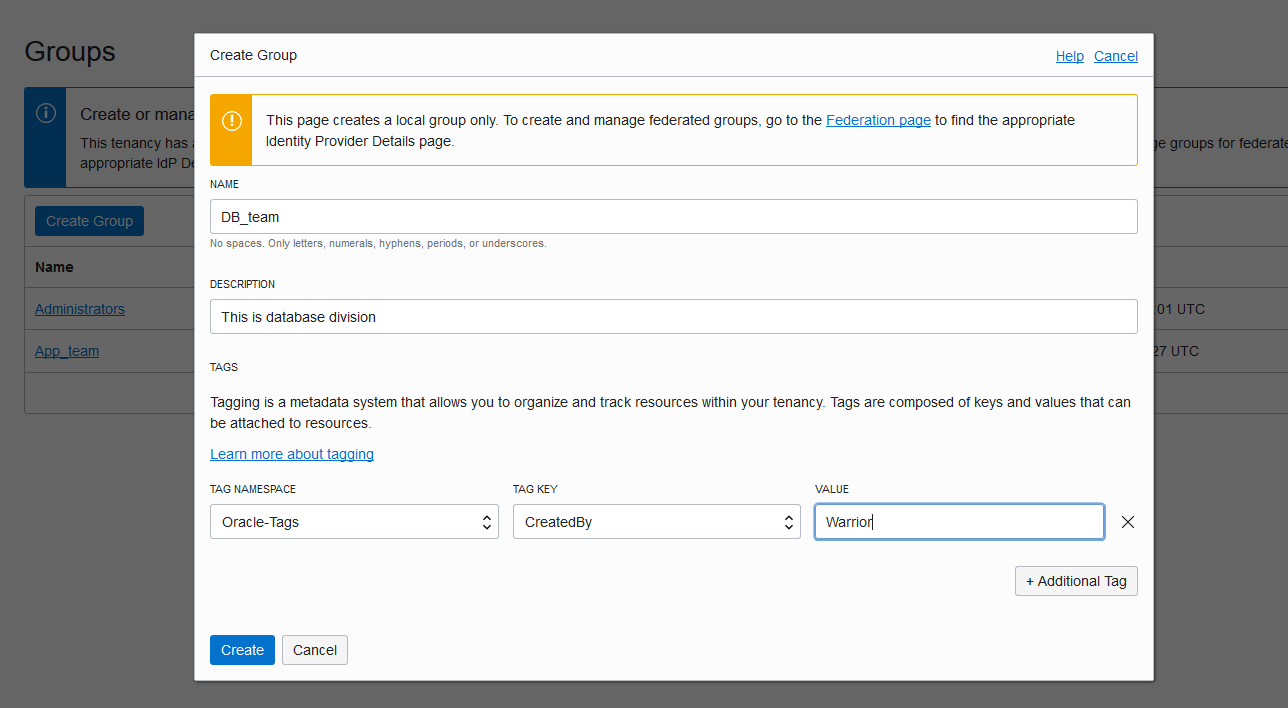 Groups
Create or mana
This tenancy has
appropriate IdP De
ge groups for federate
Create Group
Name
Administrators
:01 UTC
App_team
27 UTC
Create Group
Help
Cancel
This page creates a local group only. To create and manage federated groups, go to the Federation page to find the appropriate
Identity Provider Details page.
NAME
DB_team
No spaces. Only letters, numerals, hyphens, periods, or underscores.
DESCRIPTION
This is database division
TAGS
Tagging is a metadata system that allows you to organize and track resources within your tenancy. Tags are composed of keys and values that can
be attached to resources.
Learn more about tagging
TAG NAMESPACE
TAG KEY
VALUE
Oracle-Tags
CreatedBy
Warrior
+ Additional Tag
Create
Cancel